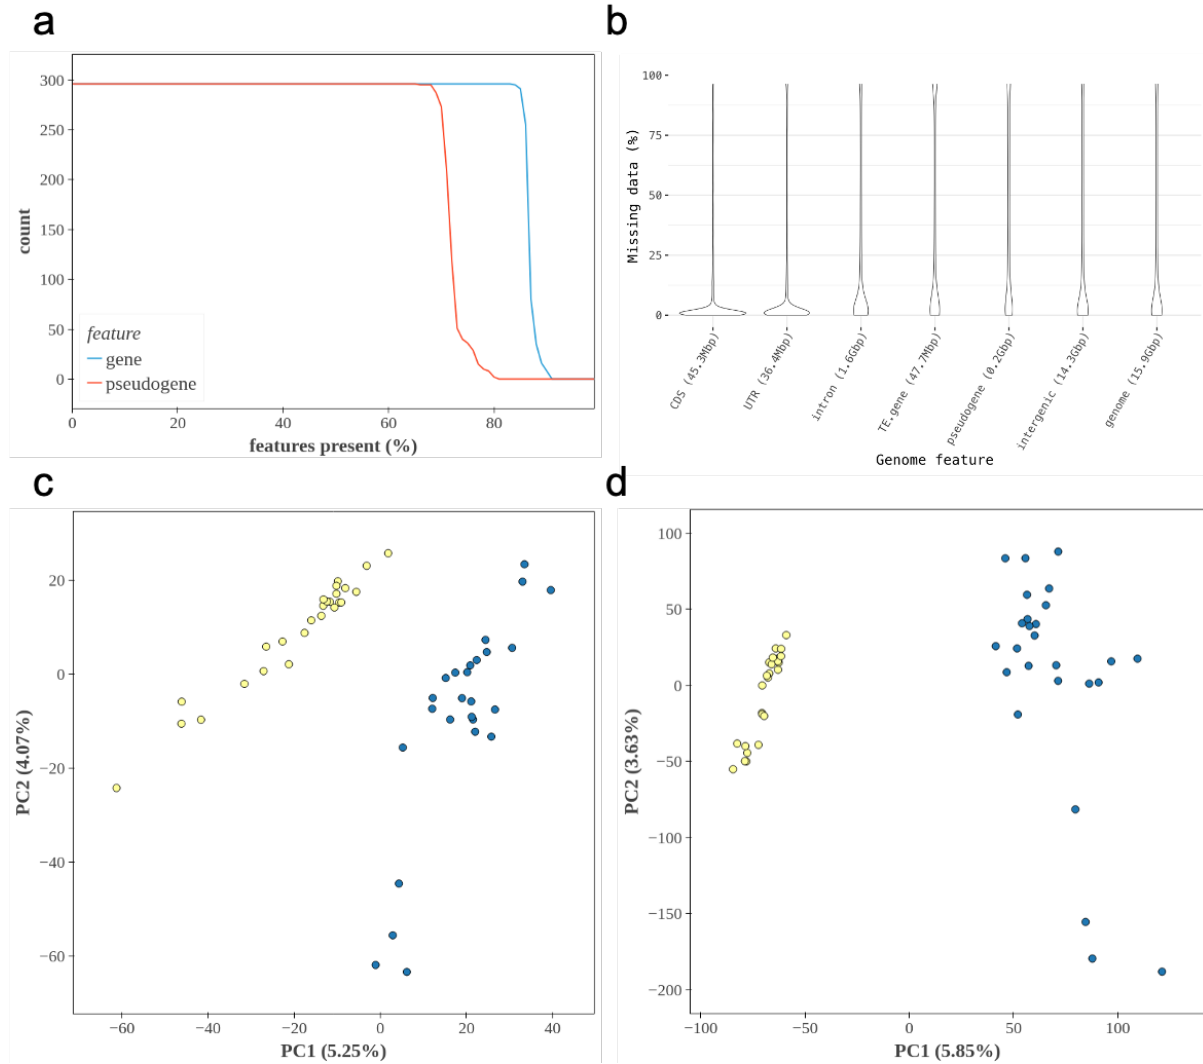 a
300
250
200
150
100
50
0
count
feature
gene
pseudogene
0 20 40 60 80
features present (%)
b
100
75
50
25
0
Missing data (%)
CDS (45.3Mbp)
UTR (36.4Mbp)
intron (1.6Gbp)
TE.gene (47.7Mbp)
pseudogene (0.2Gbp)
intergenic (14.3Gbp)
genome (15.9Gbp)
Genome feature
c
20
0
−20
−40
−60
PC2 (4.07%)
−60 −40 −20 0 20 40
PC1 (5.25%)
d
100
50
0
−50
−100
−150
−200
PC2 (3.63%)
−100 −50 0 50 100
PC1 (5.85%)